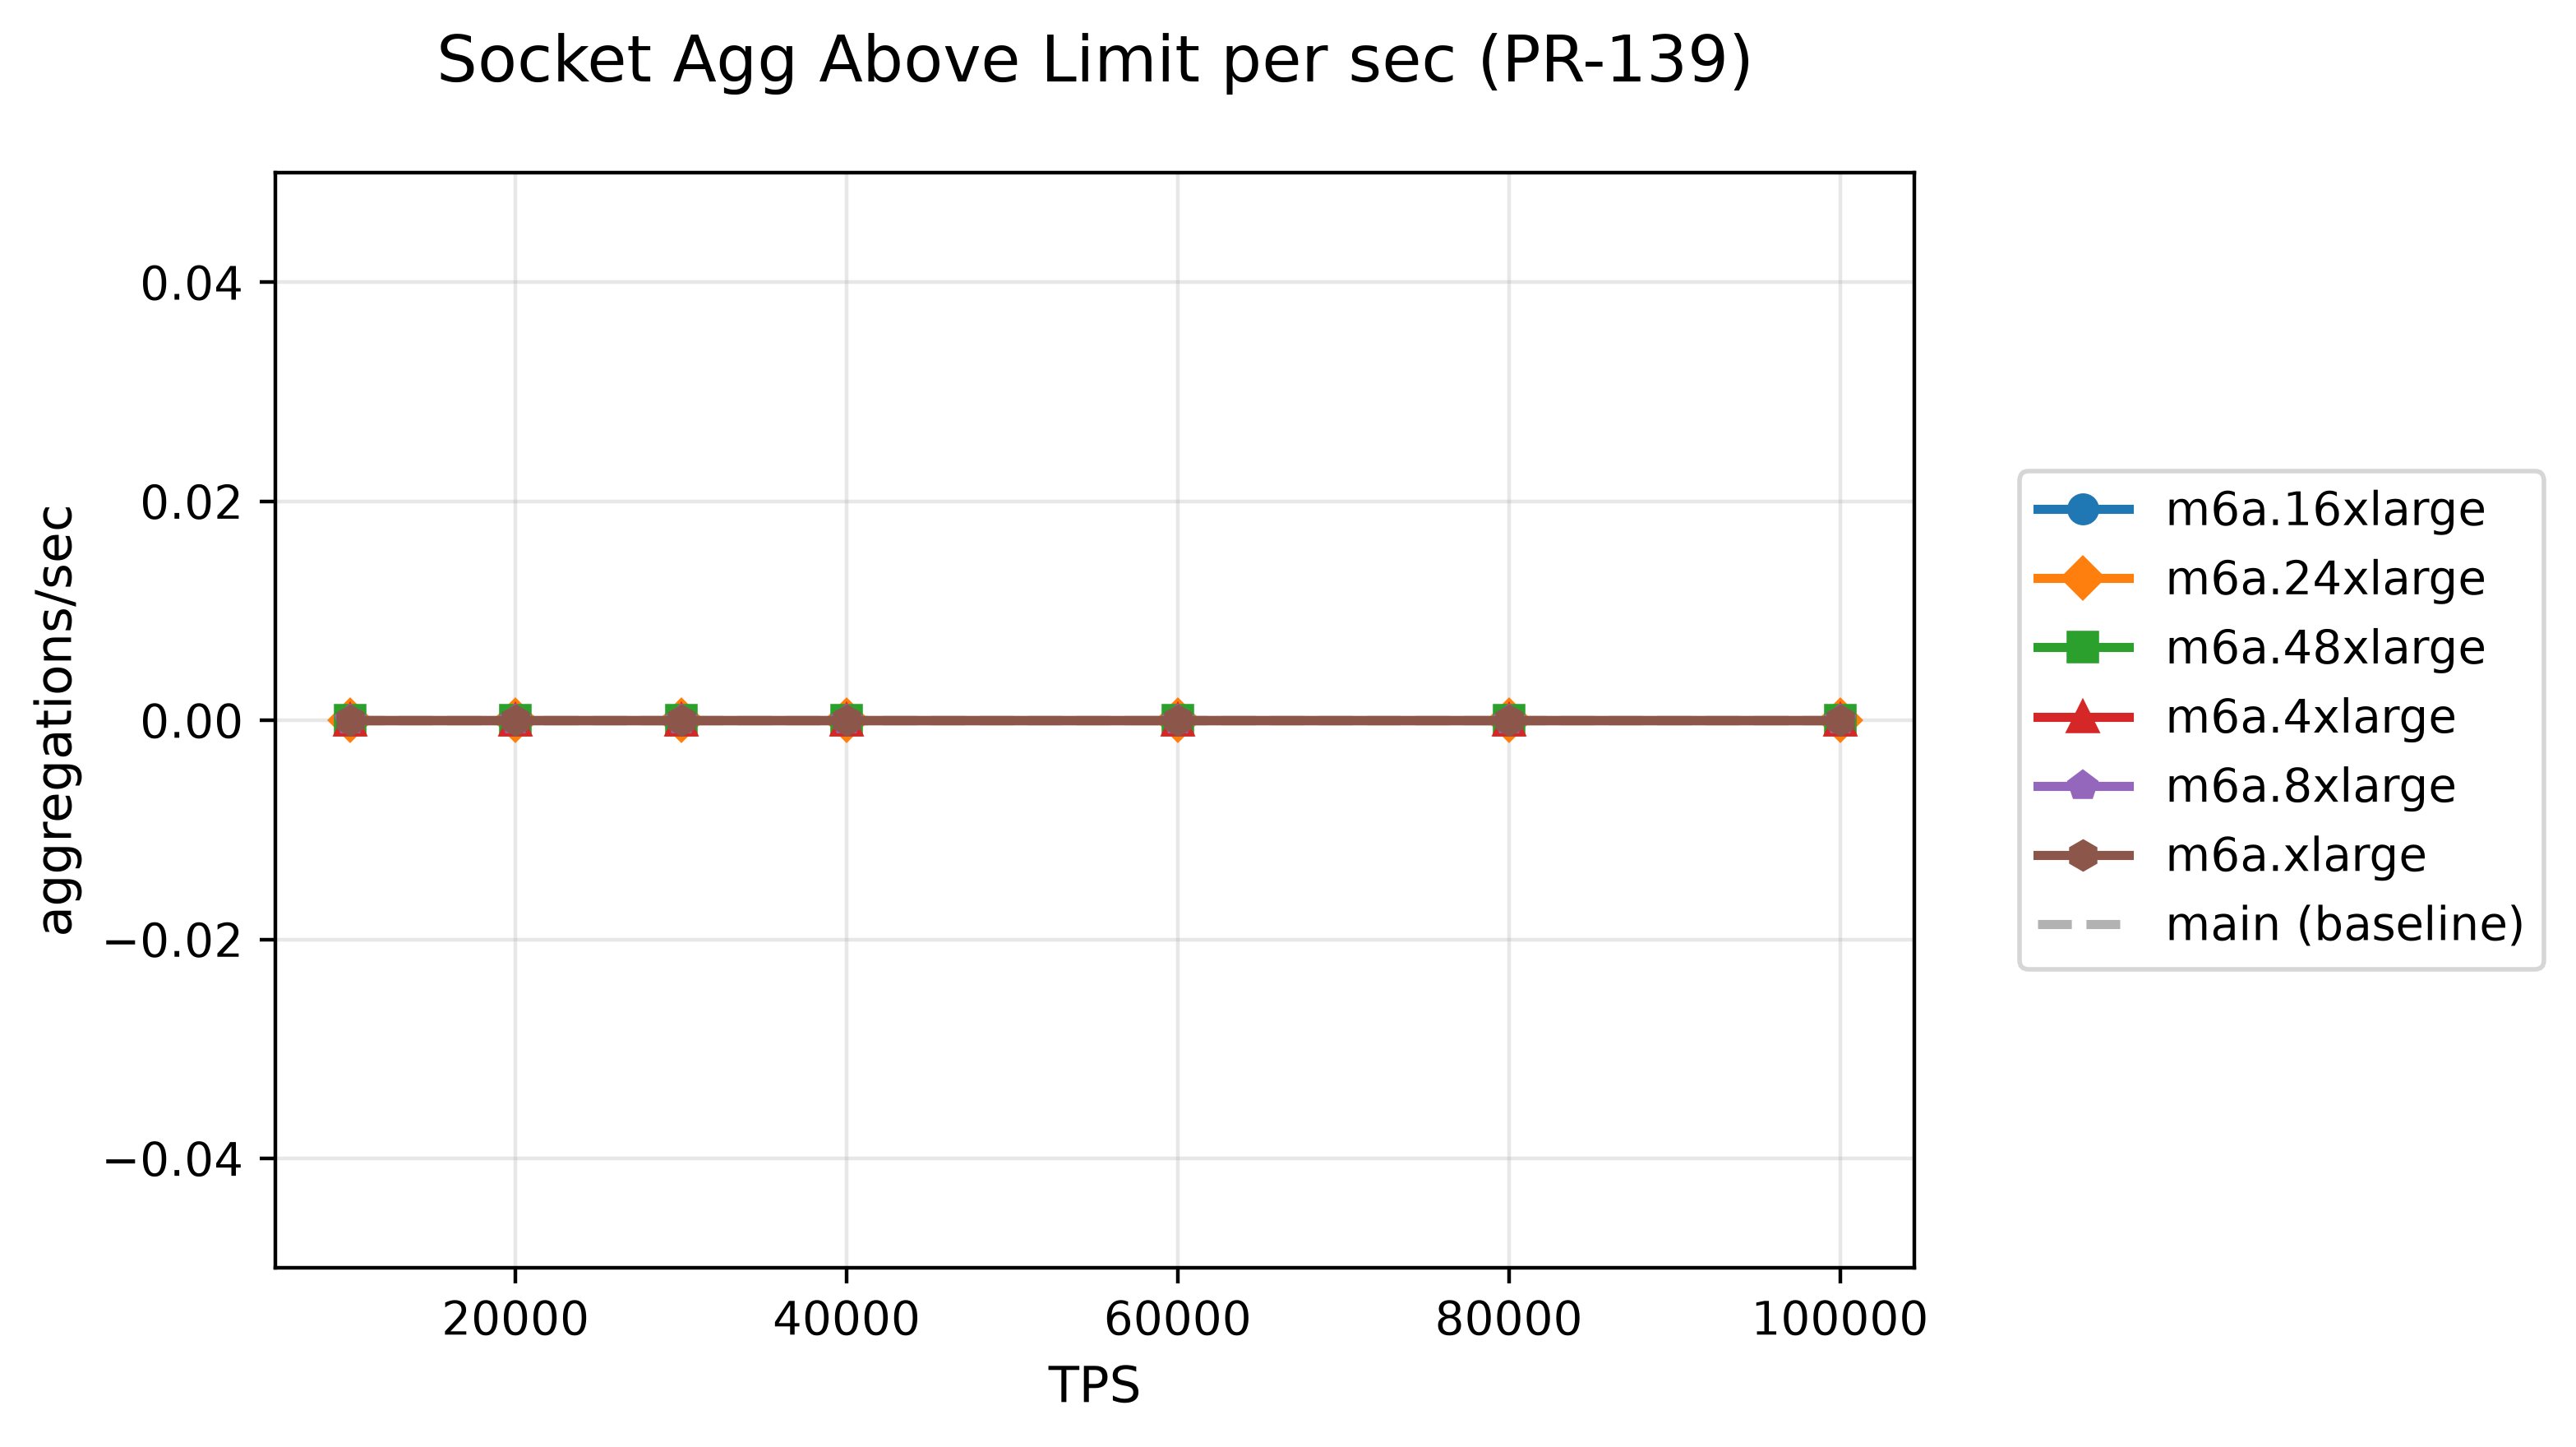 Socket Agg Above Limit per sec (PR-139)
aggregations/sec
0.04
0.02
0.00
−0.02
−0.04
20000 40000 60000 80000 100000
TPS
m6a.16xlarge
m6a.24xlarge
m6a.48xlarge
m6a.4xlarge
m6a.8xlarge
m6a.xlarge
main (baseline)